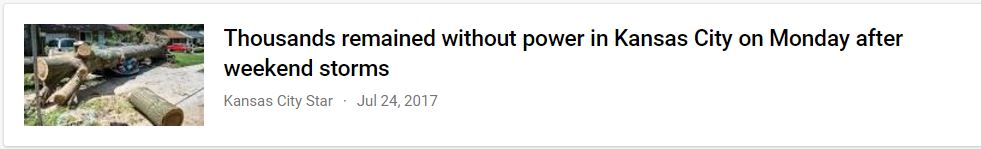 Thousands remained without power in Kansas City on Monday after
weekend storms
Kansas City Star · Jul 24, 2017